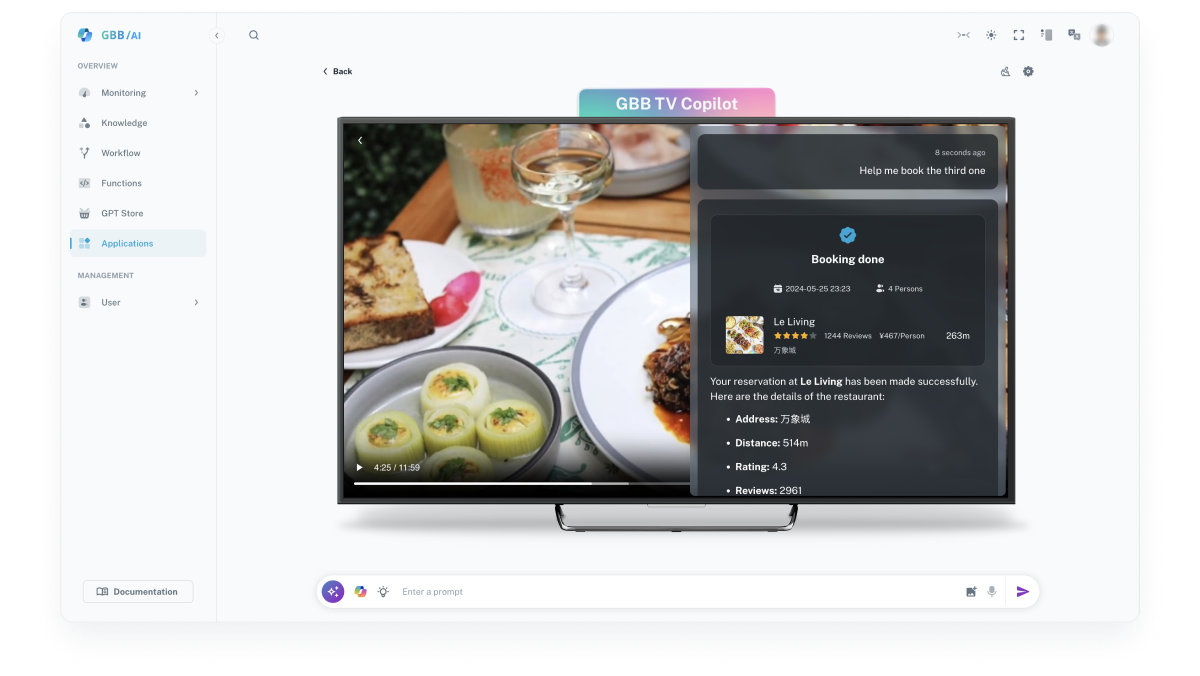 GBB/AI
OVERVIEW
Monitoring
Knowledge
Workflow
Functions
GPT Store
Applications
MANAGEMENT
User
Documentation
Back
GBB TV Copilot
4:25 / 11:59
8 seconds ago
Help me book the third one
Booking done
2024-05-25 23:23 4 Persons
Le Living
1244 Reviews ¥467/Person 263m
万象城
Your reservation at Le Living has been made successfully.
Here are the details of the restaurant:
• Address: 万象城
• Distance: 514m
• Rating: 4.3
• Reviews: 2961
Enter a prompt